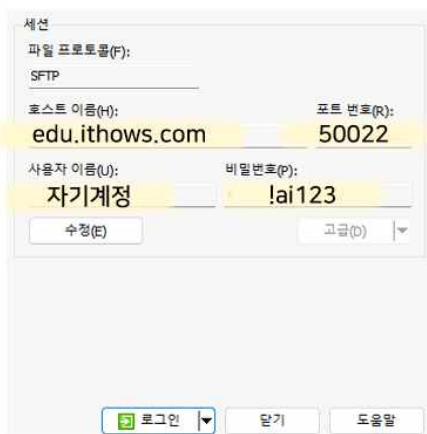 세션
파일 프로토콜(F):
SFTP
호스트 이름(H): 포트 번호(R):
edu.ithows.com 50022
사용자 이름(U): 비밀번호(P):
자기계정 !ai123
수정(E) 고급(D)
로그인 닫기 도움말